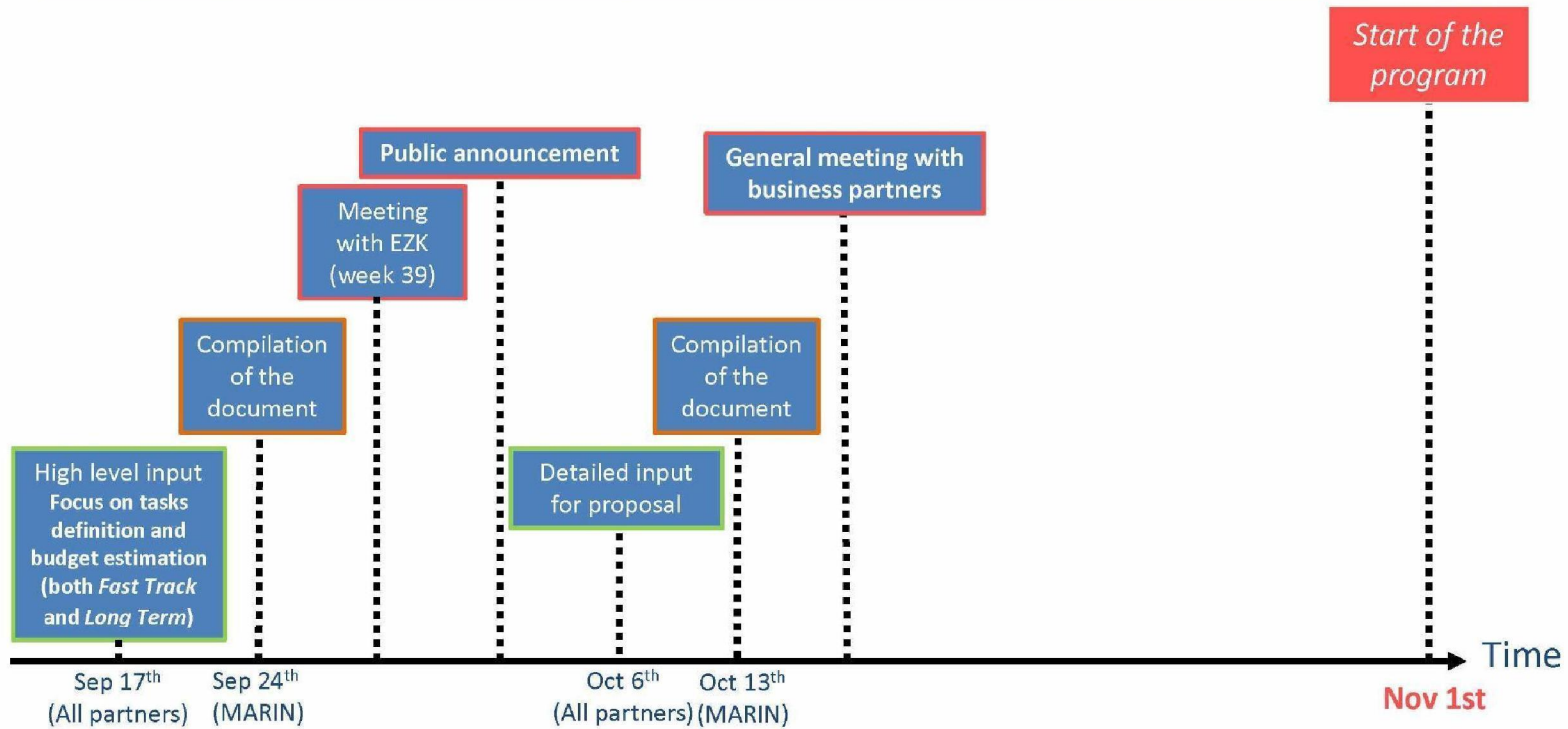 Start of the
program
Public announcement
General meeting with
business partners
Meeting
with EZK
(week 39)
Compilation
of the
document
Compilation
of the
document
High level input
Focus on tasks
definition and
budget estimation
(both Fast Track
and Long Term)
Detailed input
for proposal
Time
Sep 17th
(All partners)
Sep 24th
(MARIN)
Oct 6th
(All partners)
Oct 13th
(MARIN)
Nov 1st